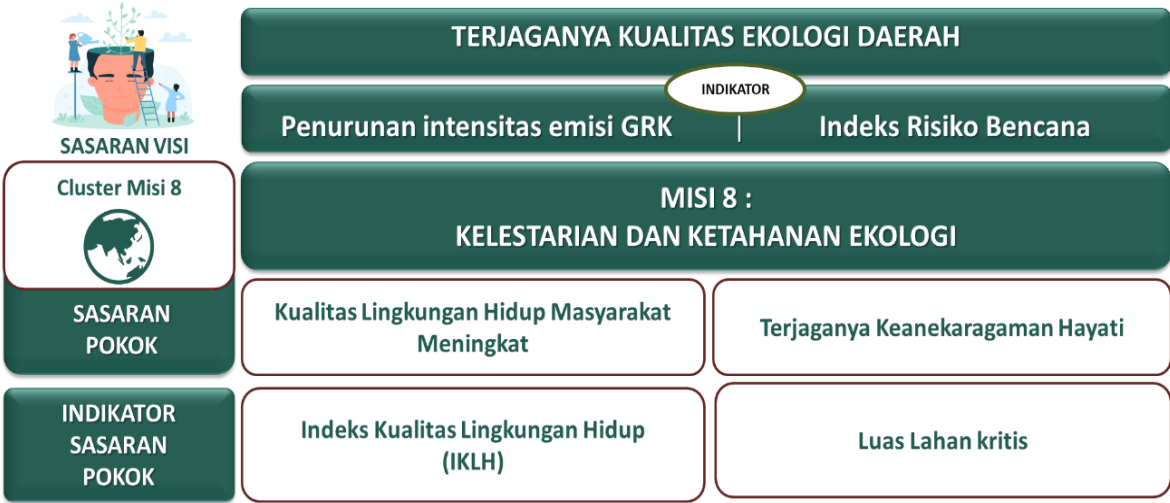 TERJAGANYA KUALITAS EKOLOGI DAERAH
INDIKATOR
Penurunan intensitas emisi GRK | Indeks Risiko Bencana
SASARAN VISI
Cluster Misi 8
MISI 8 :
KELESTARIAN DAN KETAHANAN EKOLOGI
SASARAN
POKOK
Kualitas Lingkungan Hidup Masyarakat
Meningkat
Terjaganya Keanekaragaman Hayati
INDIKATOR
SASARAN
POKOK
Indeks Kualitas Lingkungan Hidup
(IKLH)
Luas Lahan kritis